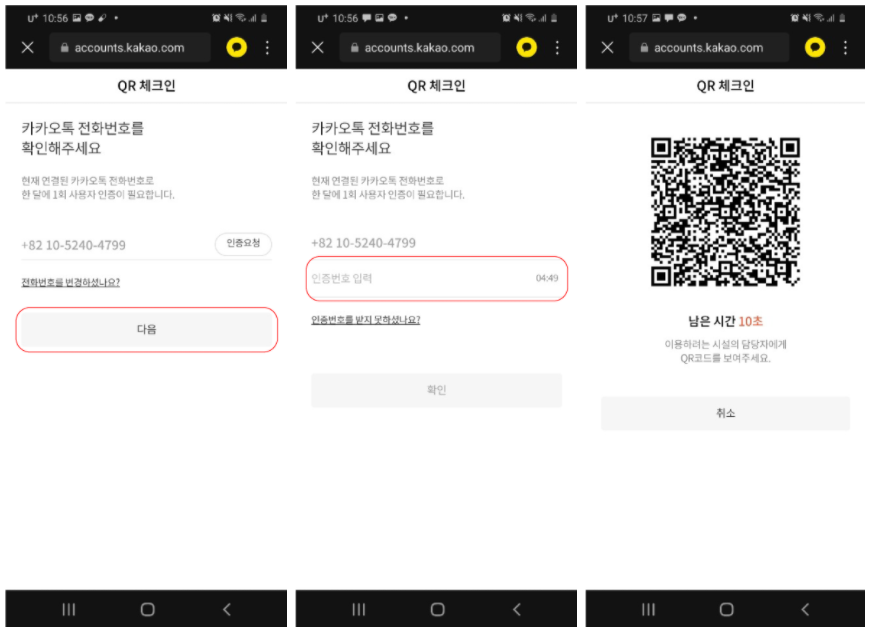 U+ 10:56
accounts.kakao.com
QR 체크인
카카오톡 전화번호를
확인해주세요
현재 연결된 카카오톡 전화번호로
한 달에 1회 사용자 인증이 필요합니다.
+82 10-5240-4799
인증요청
전화번호를 변경하셨나요?
다음
U+ 10:56
accounts.kakao.com
QR 체크인
카카오톡 전화번호를
확인해주세요
현재 연결된 카카오톡 전화번호로
한 달에 1회 사용자 인증이 필요합니다.
+82 10-5240-4799
인증번호 입력 04:49
인증번호를 받지 못하셨나요?
확인
U+ 10:57
accounts.kakao.com
QR 체크인
남은 시간 10초
이용하려는 시설의 담당자에게
QR코드를 보여주세요.
취소